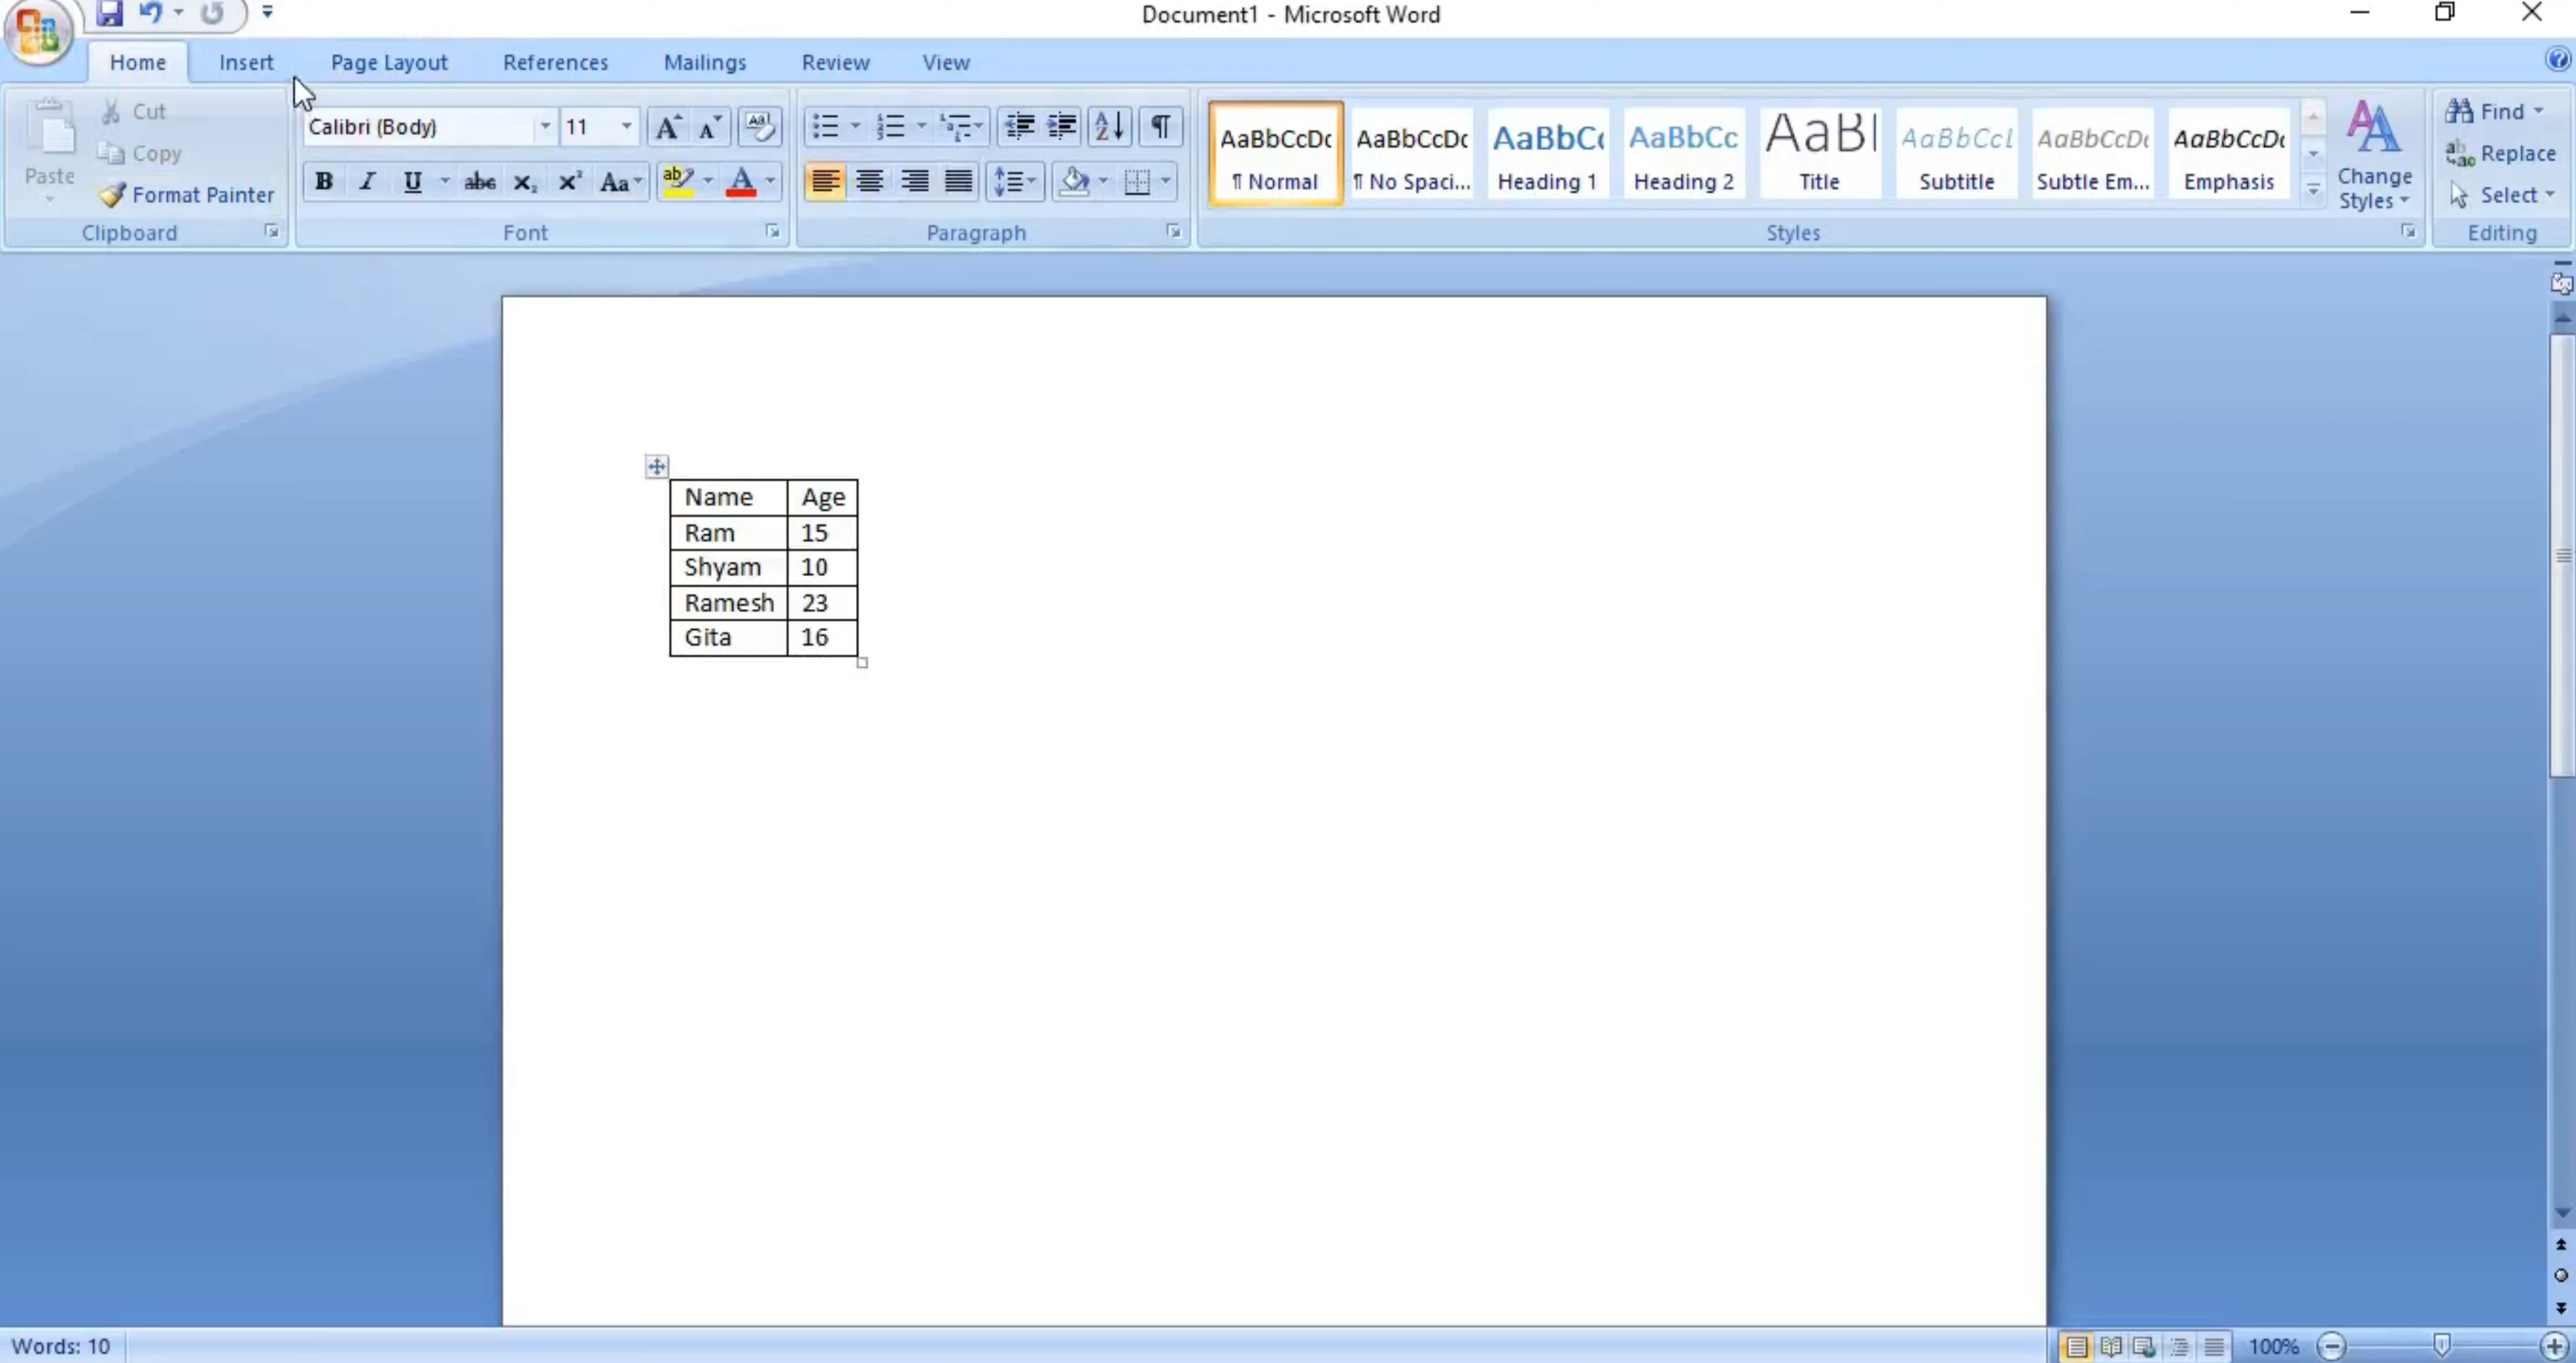 Document1 - Microsoft Word
Home Insert Page Layout References Mailings Review View
Paste
Cut
Copy
Format Painter
Clipboard
Calibri (Body) 11
Font
Paragraph
AaBbCcDc AaBbCcDc AaBbCc AaBbCc AaBI AaBbCcL AaBbCcDc AaBbCcDc
¶ Normal ¶ No Spaci... Heading 1 Heading 2 Title Subtitle Subtle Em... Emphasis
Change Styles
Styles
Find
Replace
Select
Editing
Name Age
Ram 15
Shyam 10
Ramesh 23
Gita 16
Words: 10 100%